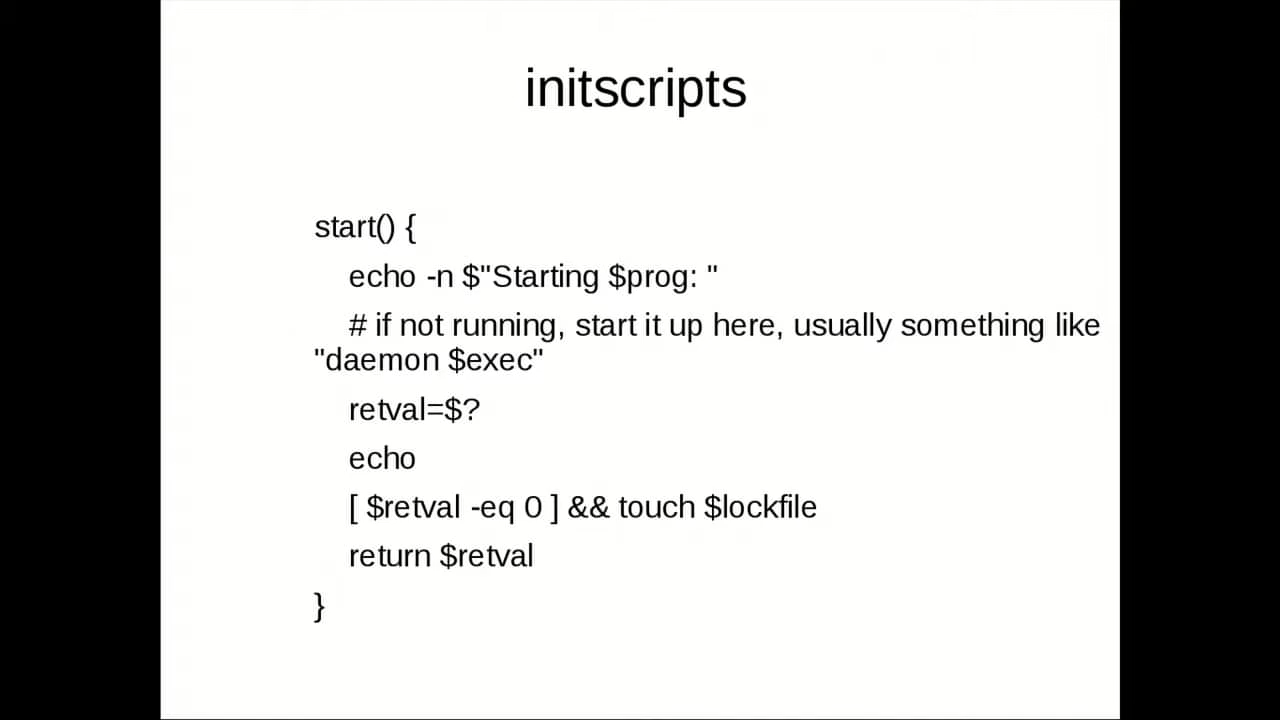 initscripts
start() {
echo -n $"Starting $prog: "
# if not running, start it up here, usually something like
"daemon $exec"
retval=$?
echo
[ $retval -eq 0 ] && touch $lockfile
return $retval
}